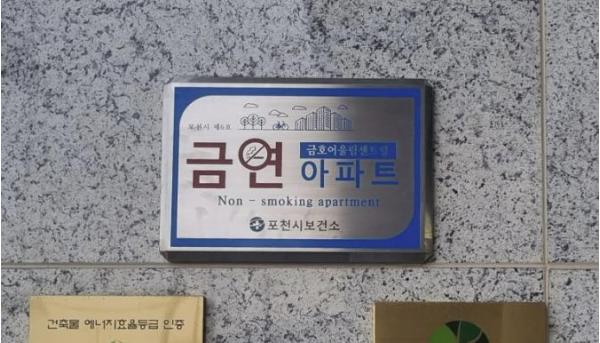 포천시 제6호
금연 금호어울림센트럴
아파트
Non - smoking apartment
포천시보건소
건축물 에너지효율등급 인증